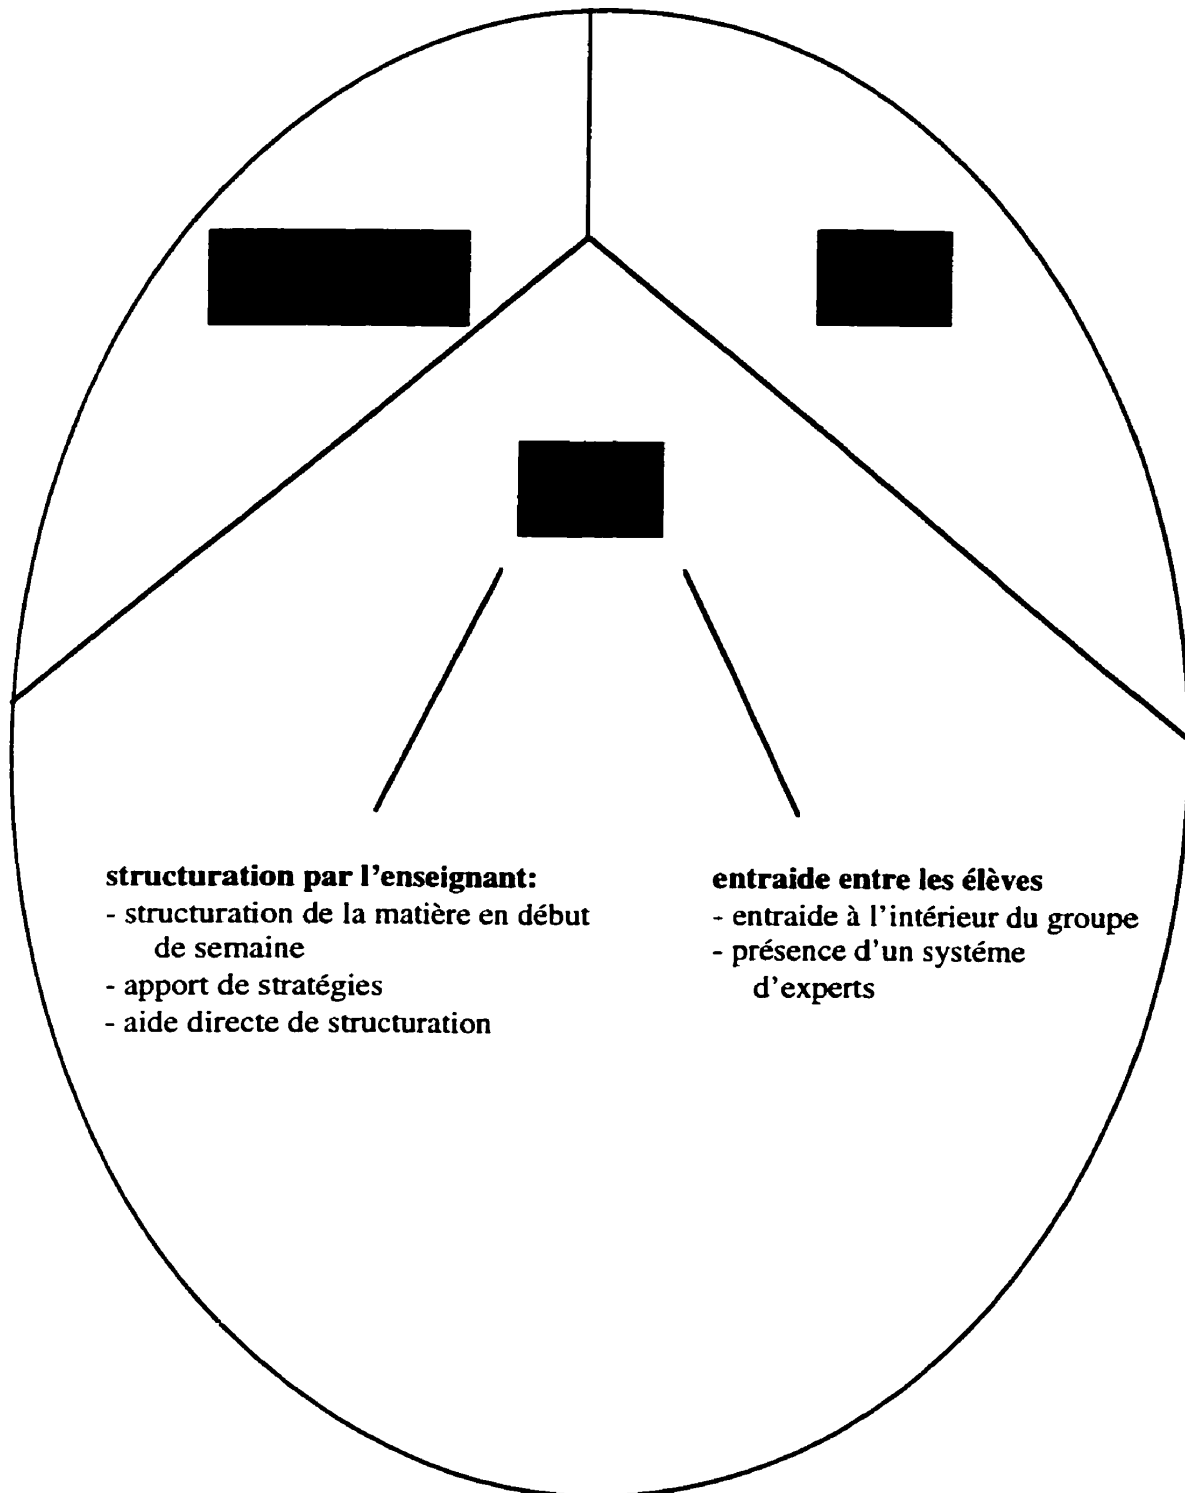 structuration par l'enseignant:
- structuration de la matière en début
de semaine
- apport de stratégies
- aide directe de structuration
entraide entre les élèves
- entraide à l'intérieur du groupe
- présence d'un systéme
d'experts